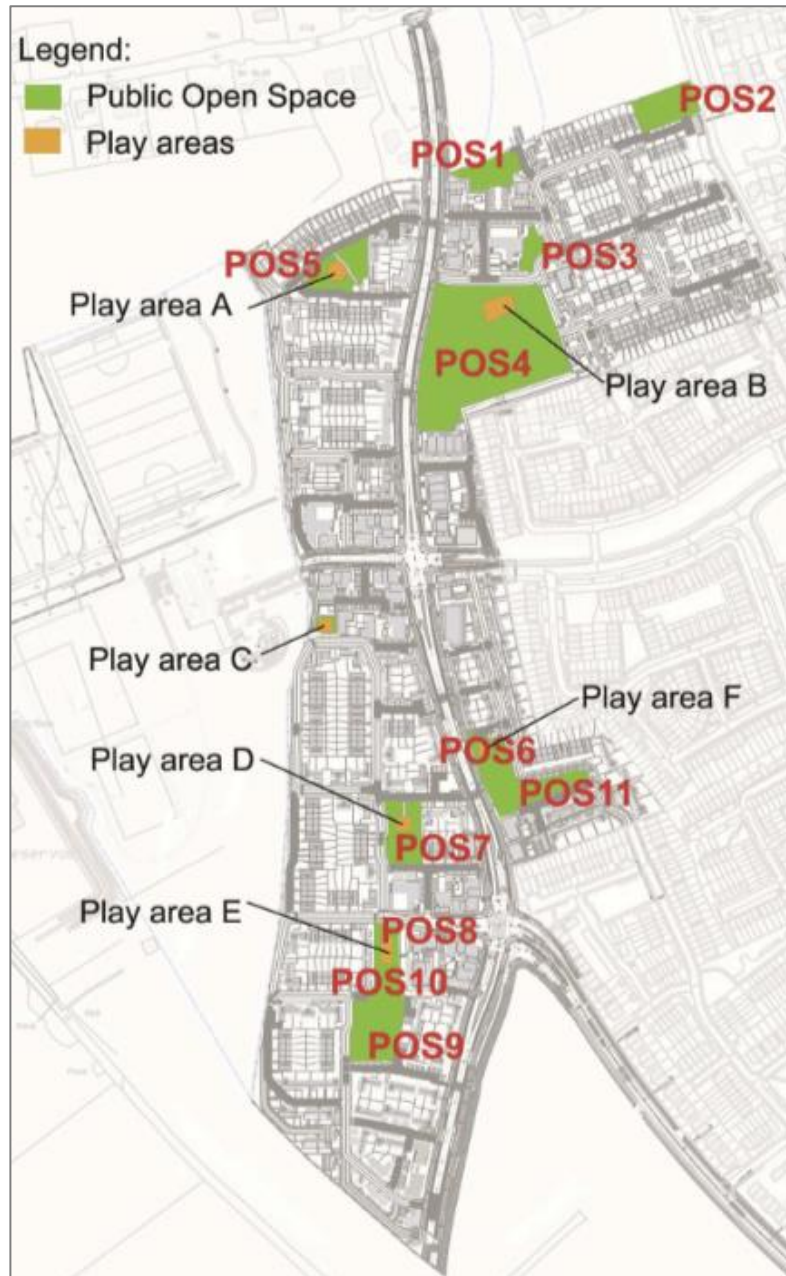 Legend:
Public Open Space
Play areas
POS2
POS1
POS3
POS5
Play area A
POS4
Play area B
Play area C
Play area F
POS6
Play area D
POS11
POS7
Play area E
POS8
POS10
POS9